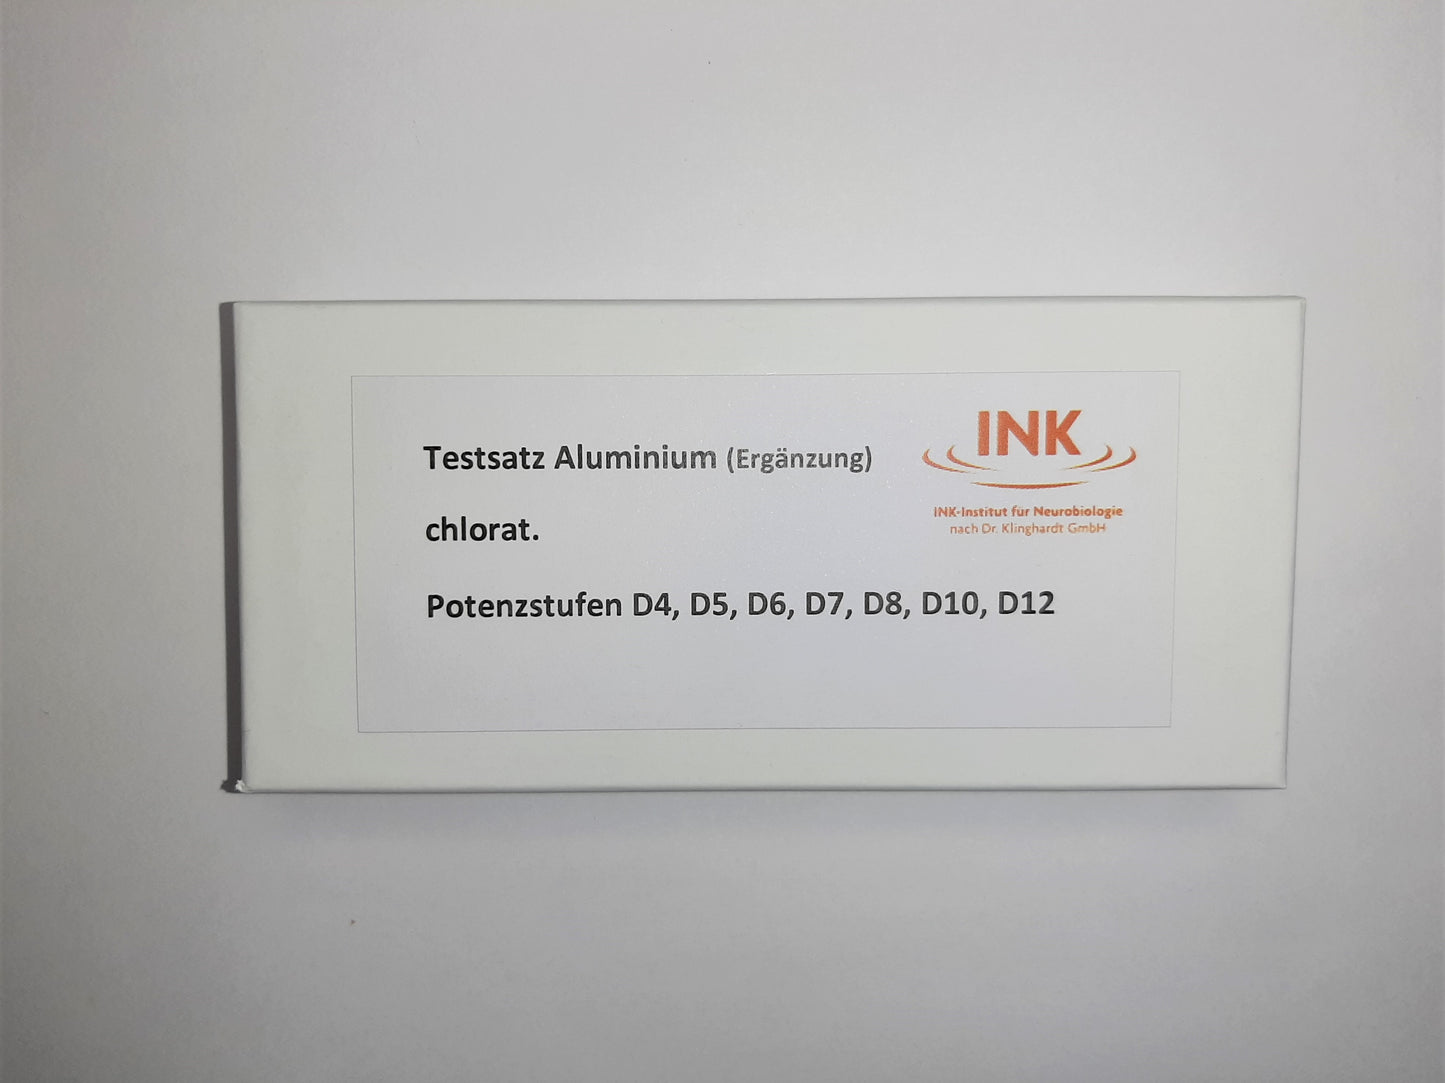 Testsatz Aluminium (Ergänzung)
chlorat.
Potenzstufen D4, D5, D6, D7, D8, D10, D12
INK
INK-Institut für Neurobiologie
nach Dr. Klinghardt GmbH